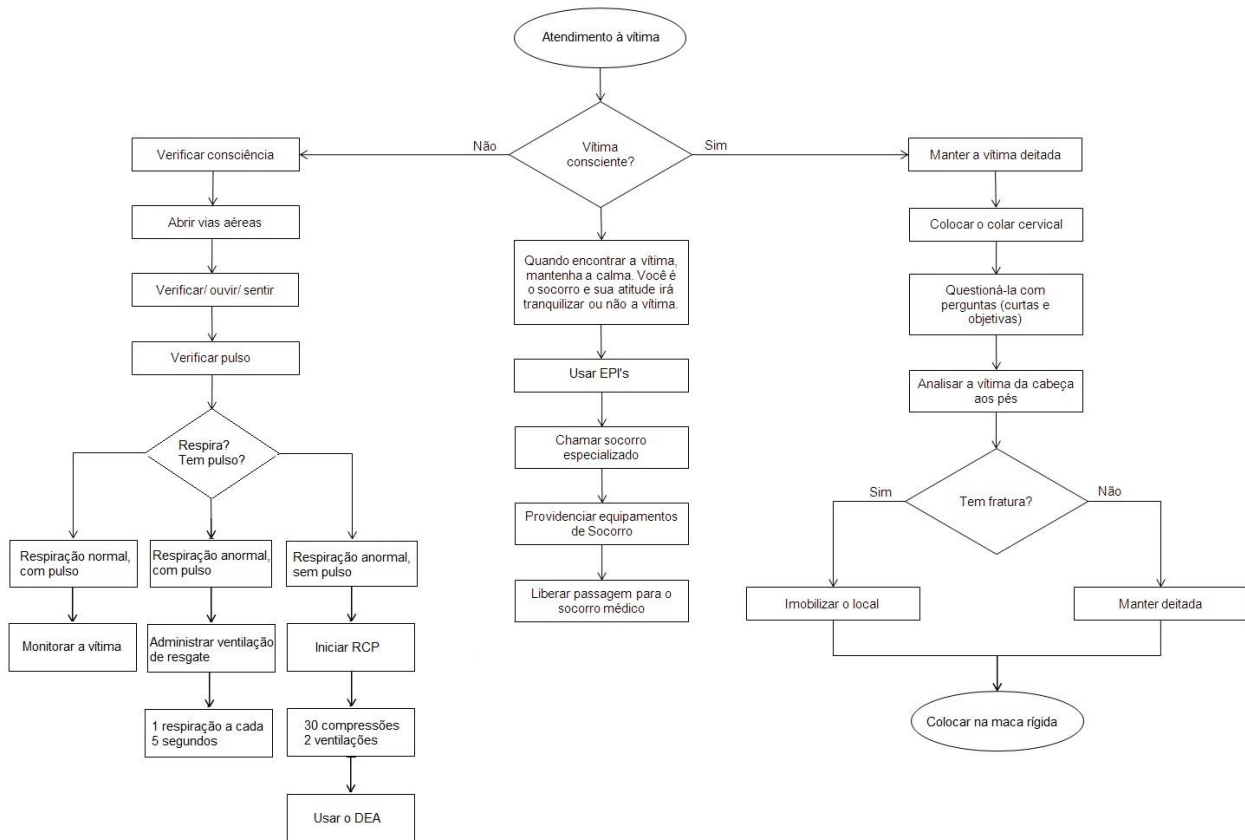 Atendimento à vítima
Não
Vítima
consciente?
Sim
Verificar consciência
Abrir vias aéreas
Verificar/ ouvir/ sentir
Verificar pulso
Respira?
Tem pulso?
Respiração normal,
com pulso
Respiração anormal,
com pulso
Respiração anormal,
sem pulso
Monitorar a vítima
Administrar ventilação
de resgate
Iniciar RCP
1 respiração a cada
5 segundos
30 compressões
2 ventilações
Usar o DEA
Quando encontrar a vítima,
mantenha a calma. Você é
o socorro e sua atitude irá
tranquilizar ou não a vítima.
Usar EPI's
Chamar socorro
especializado
Providenciar equipamentos
de Socorro
Liberar passagem para o
socorro médico
Manter a vítima deitada
Colocar o colar cervical
Questioná-la com
perguntas (curtas e
objetivas)
Analisar a vítima da cabeça
aos pés
Sim
Tem fratura?
Não
Imobilizar o local
Manter deitada
Colocar na maca rígida